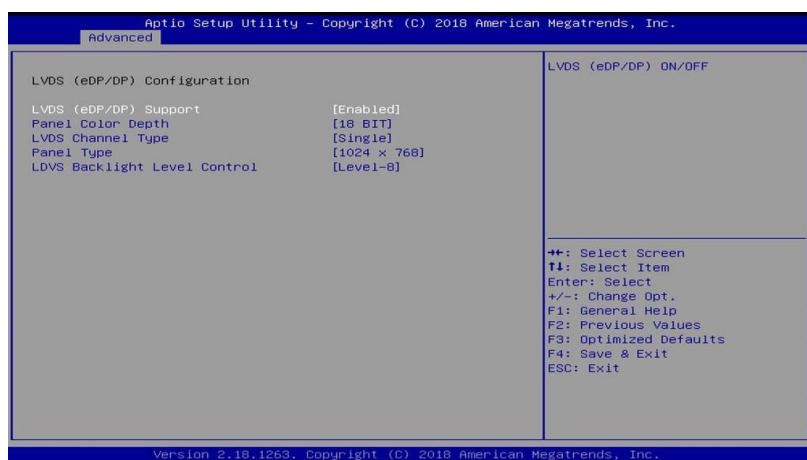 Aptio Setup Utility - Copyright (C) 2018 American Megatrends, Inc.
Advanced
LVDS (eDP/DP) Configuration
LVDS (eDP/DP) Support [Enabled]
Panel Color Depth [18 BIT]
LVDS Channel Type [Single]
Panel Type [1024 x 768]
LDVS Backlight Level Control [Level-8]
LVDS (eDP/DP) ON/OFF
→←: Select Screen
↑↓: Select Item
Enter: Select
+/-: Change Opt.
F1: General Help
F2: Previous Values
F3: Optimized Defaults
F4: Save & Exit
ESC: Exit
Version 2.18.1263. Copyright (C) 2018 American Megatrends, Inc.